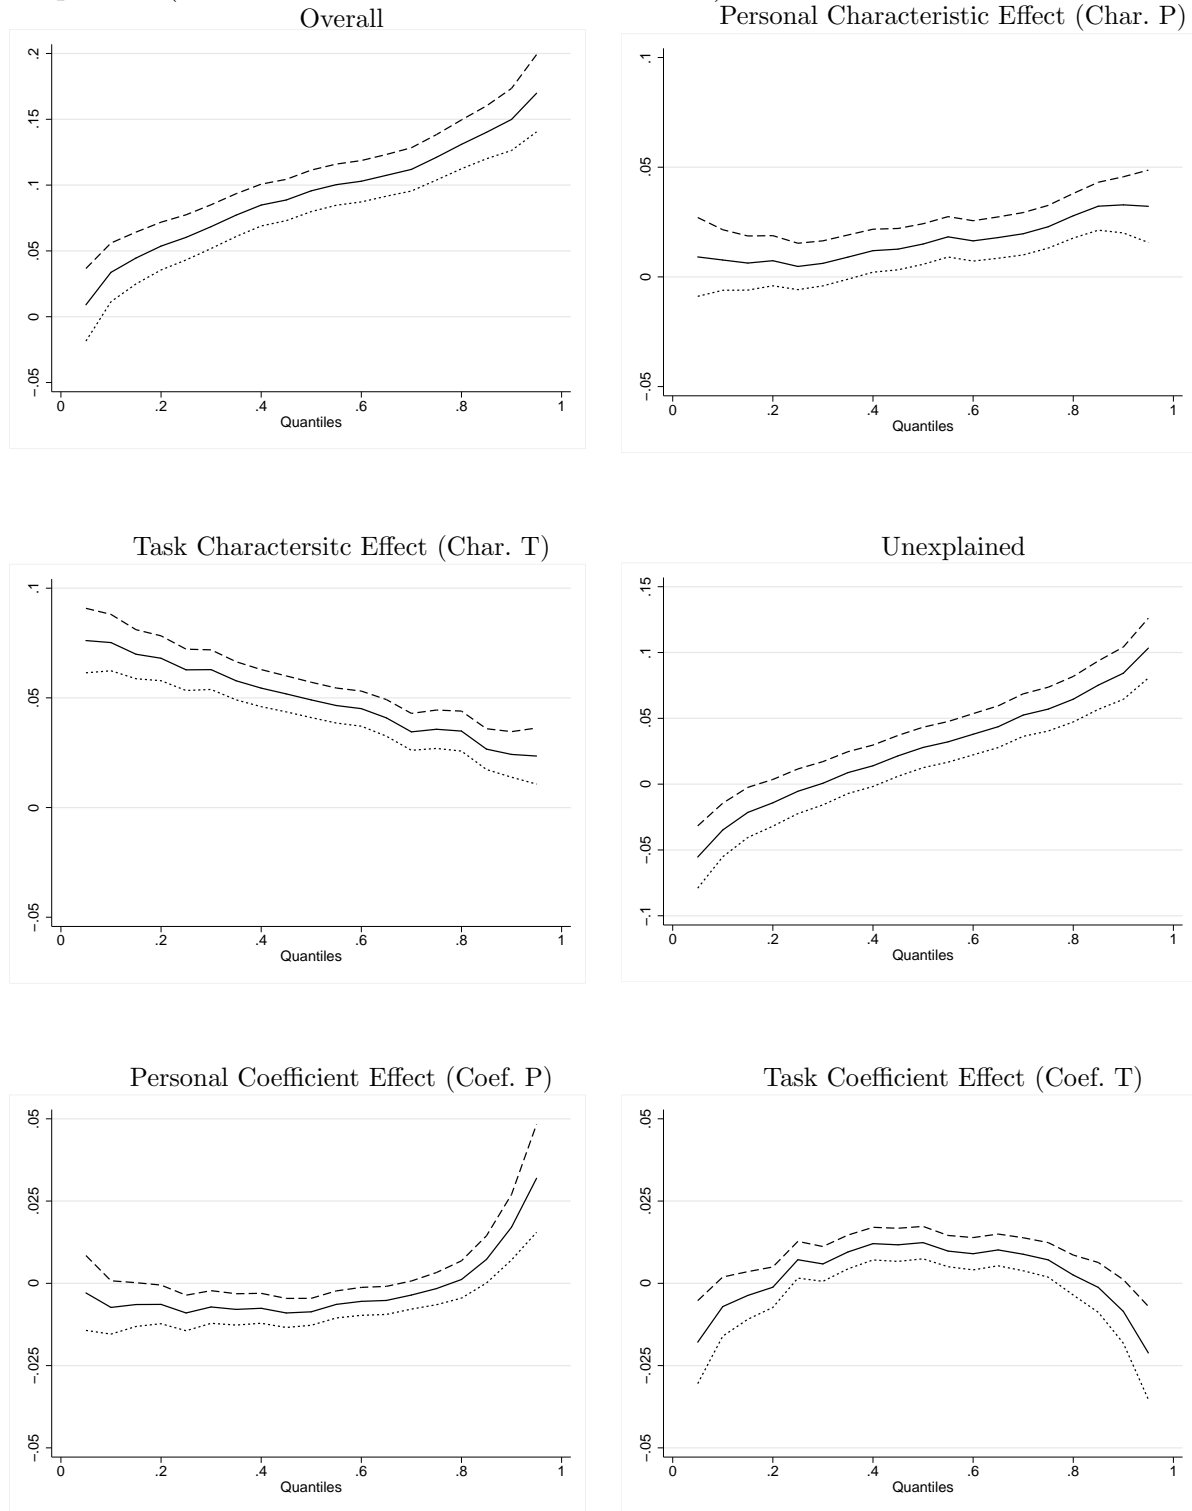 Overall
.2
.15
.1
.05
0
−.05
0 .2 .4 .6 .8 1
Quantiles
Personal Characteristic Effect (Char. P)
.1
.05
0
−.05
0 .2 .4 .6 .8 1
Quantiles
Task Charactersitc Effect (Char. T)
.1
.05
0
−.05
0 .2 .4 .6 .8 1
Quantiles
Unexplained
.15
.1
.05
0
−.05
−.1
0 .2 .4 .6 .8 1
Quantiles
Personal Coefficient Effect (Coef. P)
.05
.025
0
−.025
−.05
0 .2 .4 .6 .8 1
Quantiles
Task Coefficient Effect (Coef. T)
.05
.025
0
−.025
−.05
0 .2 .4 .6 .8 1
Quantiles